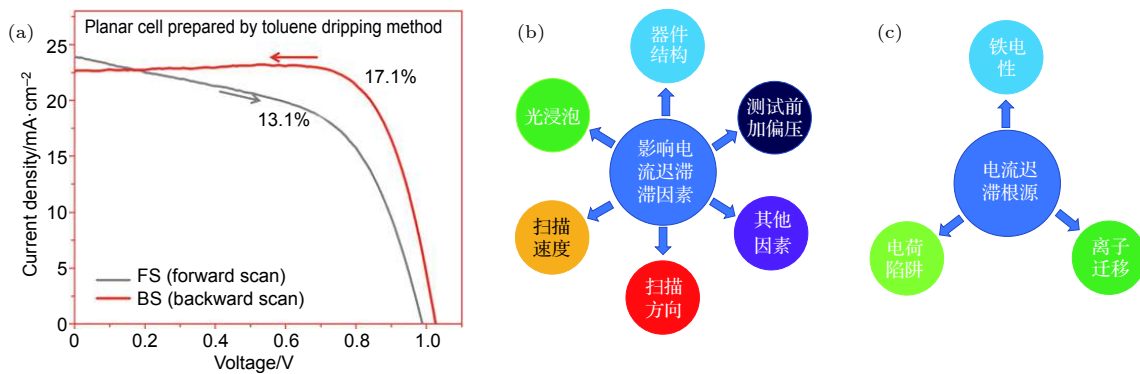 (a)
Planar cell prepared by toluene dripping method
Current density/mA·cm⁻²
25
20
15
10
5
0
17.1%
13.1%
FS (forward scan)
BS (backward scan)
0
0.2
0.4
0.6
0.8
1.0
Voltage/V
(b)
器件
结构
光浸泡
测试前
加偏压
影响电
流迟滞
滞因素
扫描
速度
其他
因素
扫描
方向
(c)
铁电
性
电流迟
滞根源
电荷
陷阱
离子
迁移